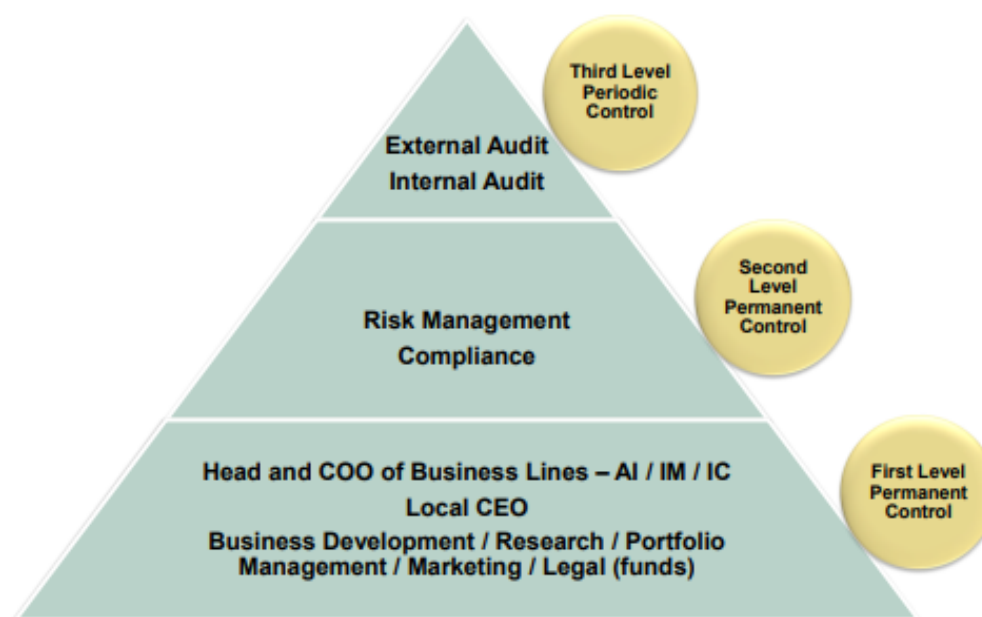 Third Level
Periodic
Control
External Audit
Internal Audit
Second
Level
Permanent
Control
Risk Management
Compliance
Head and COO of Business Lines – AI / IM / IC
Local CEO
Business Development / Research / Portfolio
Management / Marketing / Legal (funds)
First Level
Permanent
Control